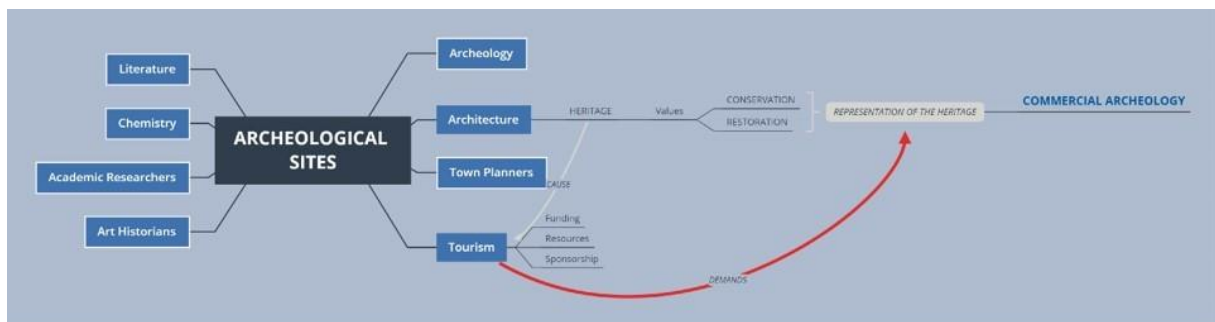 Literature
Chemistry
Academic Researchers
Art Historians
ARCHEOLOGICAL
SITES
Archeology
Architecture
Town Planners
Tourism
HERITAGE
Values
CONSERVATION
RESTORATION
REPRESENTATION OF THE HERITAGE
COMMERCIAL ARCHEOLOGY
CAUSE
Funding
Resources
Sponsorship
DEMANDS